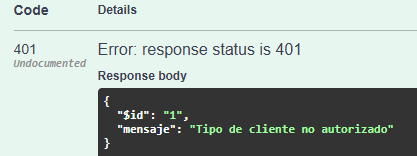 Code Details
401 Error: response status is 401
Undocumented
Response body
{
  "$id": "1",
  "mensaje": "Tipo de cliente no autorizado"
}